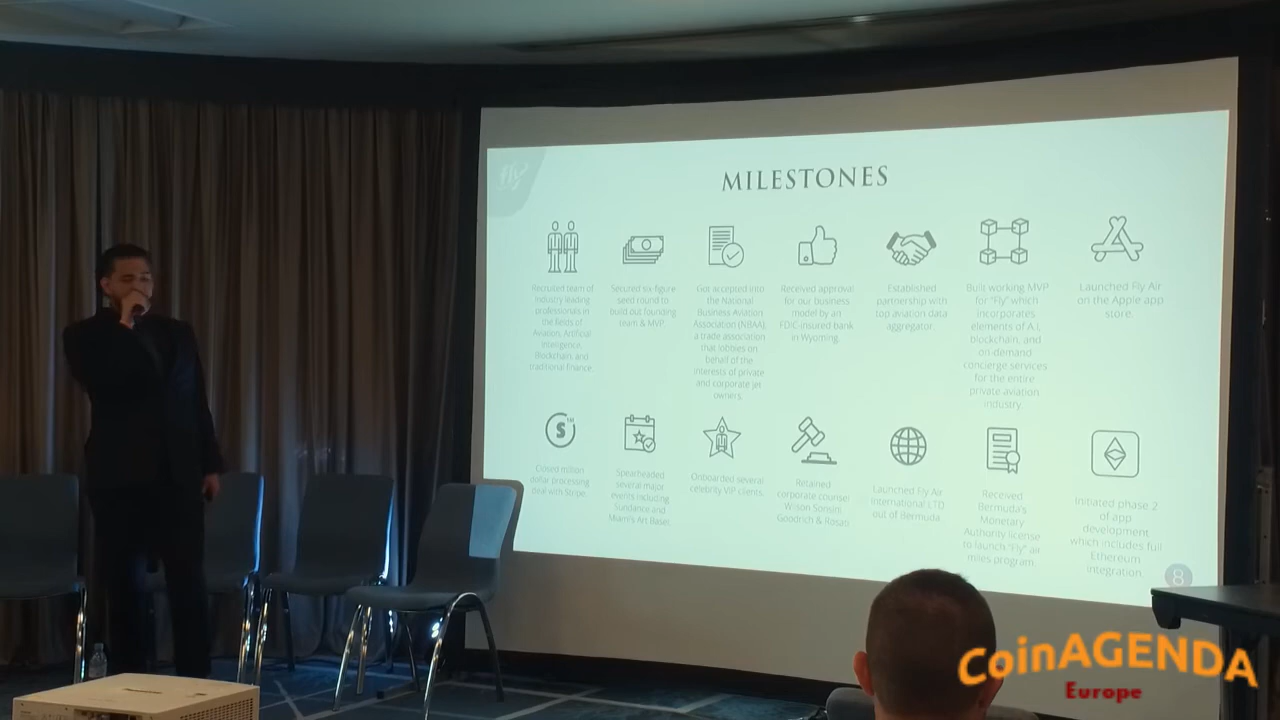 fly
MILESTONES
Recruited team of
industry leading
professionals in
the fields of
Aviation, Artificial
Intelligence,
Blockchain, and
traditional finance.
Secured six figure
seed round to
build out founding
team & MVP.
Got accepted into
the National
Business Aviation
Association (NBAA)
a trade association
that lobbies on
behalf of the
interests of private
and corporate jet
owners.
Received approval
for our business
model by an
FDIC-insured bank
in Wyoming.
Established
partnership with
top aviation data
aggregator.
Built working MVP
for "Fly" which
incorporates
elements of A.I,
blockchain, and
on-demand
concierge services
for the entire
private aviation
industry.
Launched Fly Air
on the Apple app
store.
Closed million
dollar processing
deal with Stripe.
Spearheaded
several major
events including
Sundance and
Miami's Art Basel.
Onboarded several
celebrity VIP clients.
Retained
corporate counsel
Wilson Sonsini
Goodrich & Rosati
Launched Fly Air
International LTD
out of Bermuda.
Received
Bermuda's
Monetary
Authority license
to launch "Fly" air
miles program.
Initiated phase 2
of app
development
which includes full
Ethereum
integration.
8
CoinAGENDA
Europe